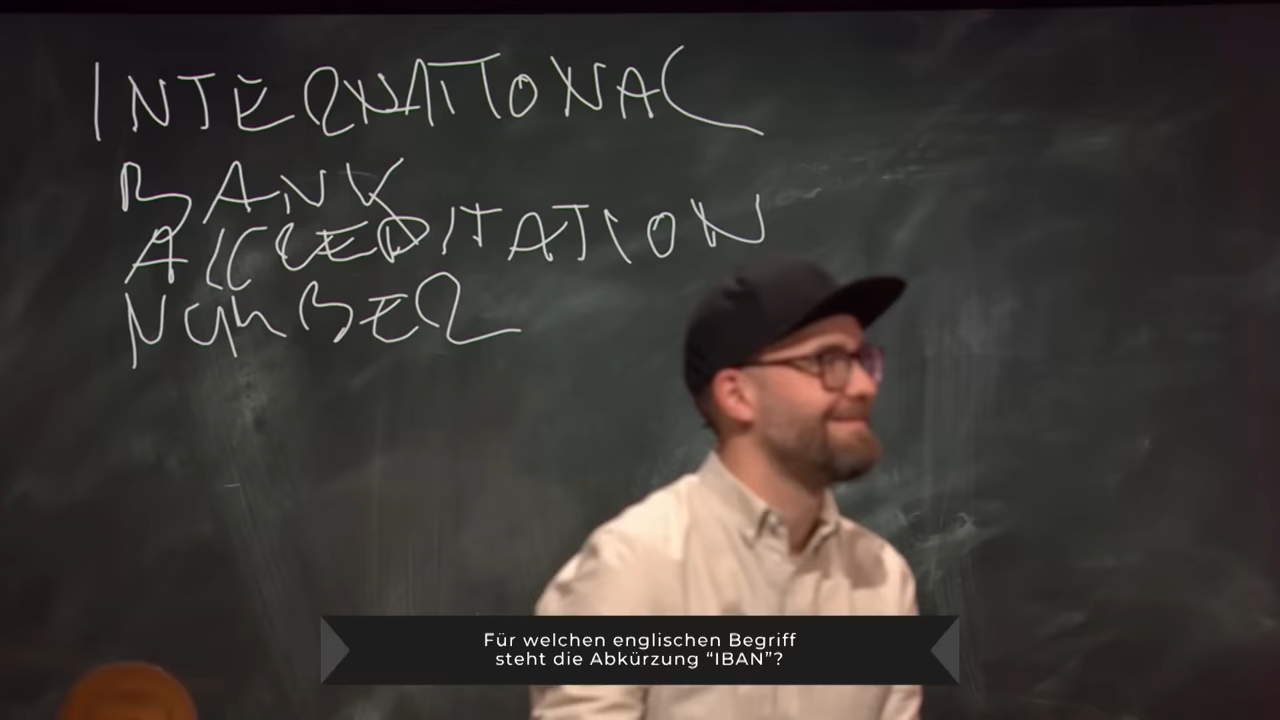 INTERNATIONAL
BANK
ACCREDITATION
NUMBER
Für welchen englischen Begriff
steht die Abkürzung “IBAN”?